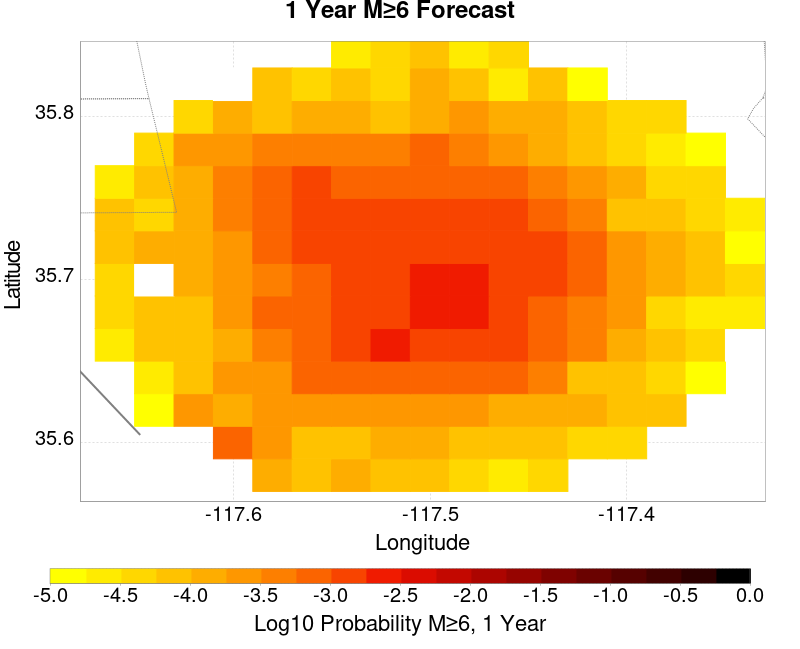 1 Year M≥6 Forecast
35.8
35.7
35.6
Latitude
-117.6 -117.5 -117.4
Longitude
-5.0 -4.5 -4.0 -3.5 -3.0 -2.5 -2.0 -1.5 -1.0 -0.5 0.0
Log10 Probability M≥6, 1 Year